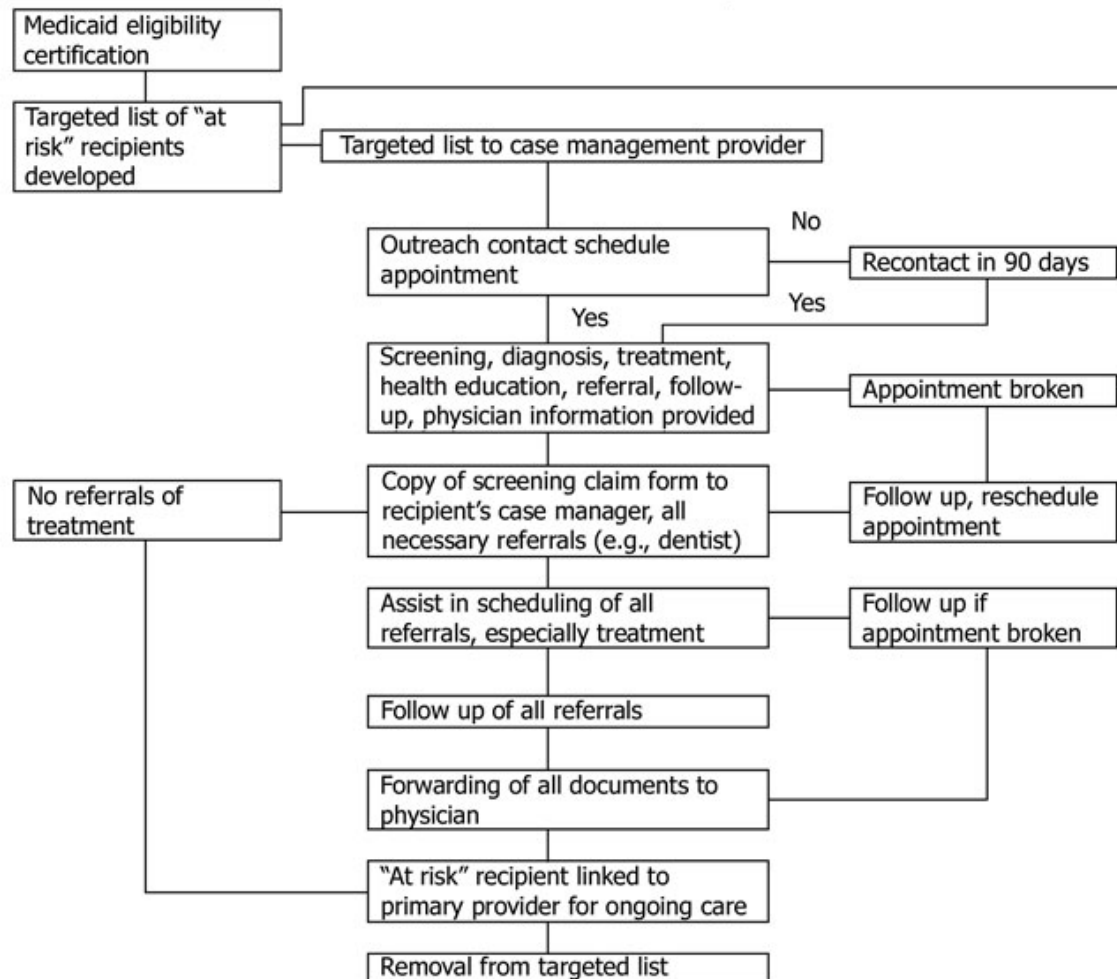 Medicaid eligibility
certification
Targeted list of “at
risk” recipients
developed
Targeted list to case management provider
No
Outreach contact schedule
appointment
Recontact in 90 days
Yes
Yes
Screening, diagnosis, treatment,
health education, referral, follow-
up, physician information provided
Appointment broken
No referrals of
treatment
Copy of screening claim form to
recipient’s case manager, all
necessary referrals (e.g., dentist)
Follow up, reschedule
appointment
Assist in scheduling of all
referrals, especially treatment
Follow up if
appointment broken
Follow up of all referrals
Forwarding of all documents to
physician
“At risk” recipient linked to
primary provider for ongoing care
Removal from targeted list